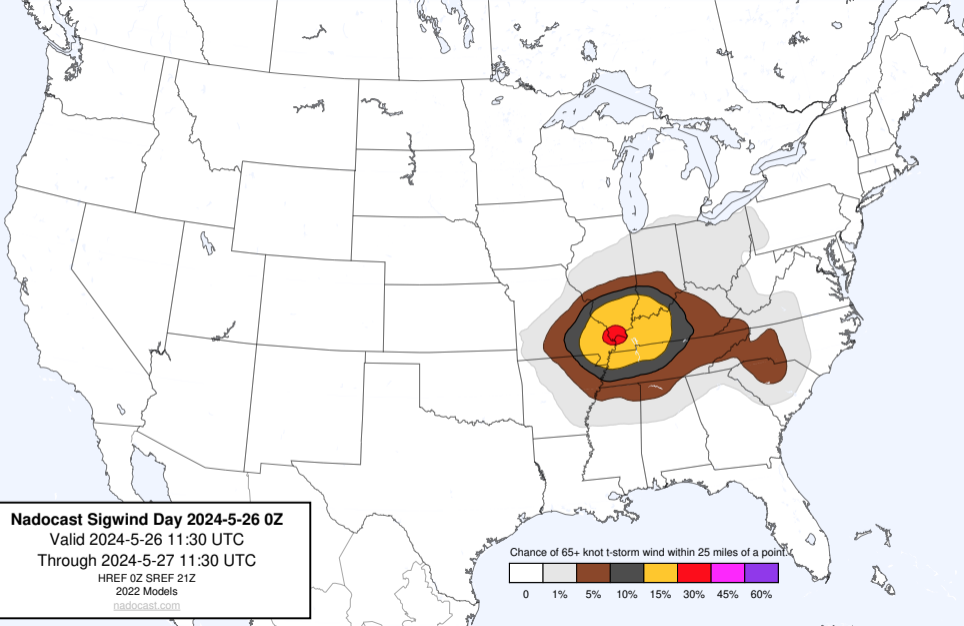 Nadocast Sigwind Day 2024-5-26 0Z
Valid 2024-5-26 11:30 UTC
Through 2024-5-27 11:30 UTC
HREF 0Z SREF 21Z
2022 Models
nadocast.com
Chance of 65+ knot t-storm wind within 25 miles of a point.
0 1% 5% 10% 15% 30% 45% 60%